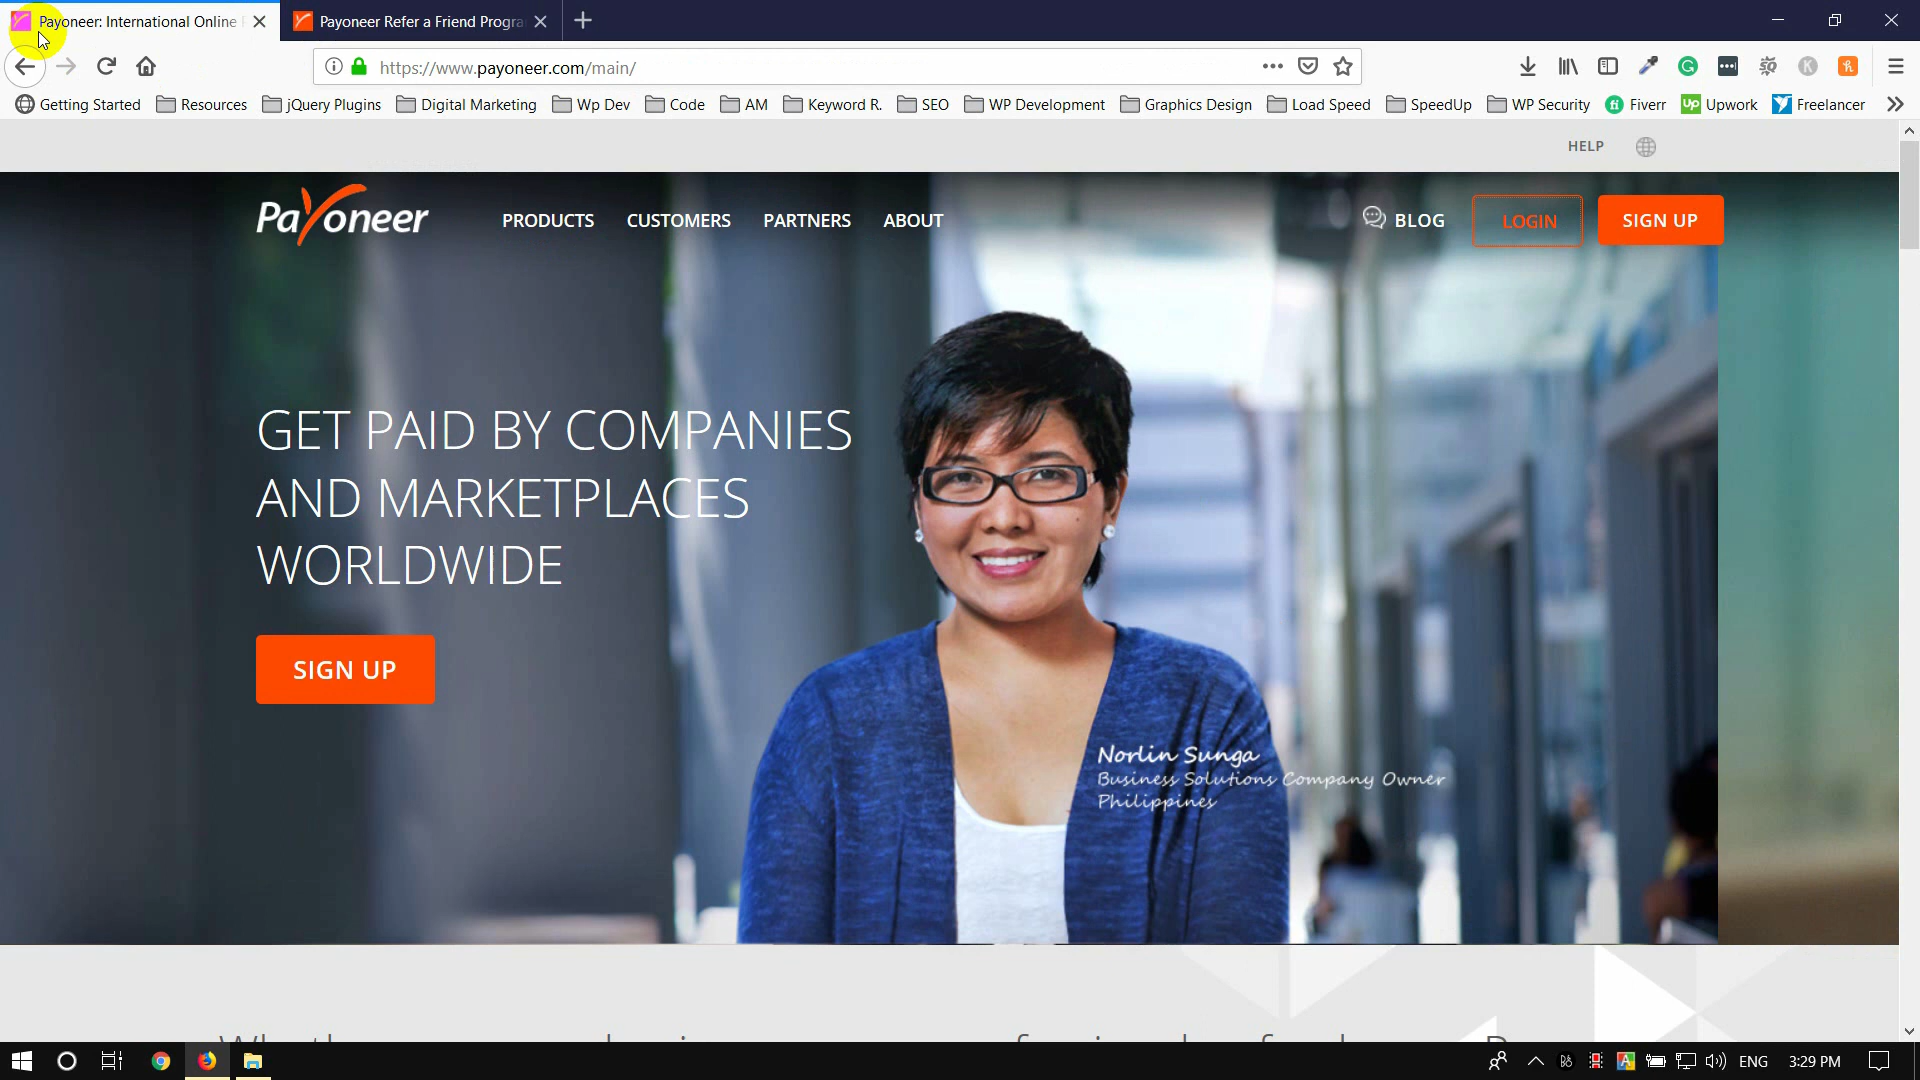 Payoneer: International Online
Payoneer Refer a Friend Progra
https://www.payoneer.com/main/
Getting Started
Resources
jQuery Plugins
Digital Marketing
Wp Dev
Code
AM
Keyword R.
SEO
WP Development
Graphics Design
Load Speed
SpeedUp
WP Security
Fiverr
Upwork
Freelancer
HELP
Payoneer
PRODUCTS
CUSTOMERS
PARTNERS
ABOUT
BLOG
LOGIN
SIGN UP
GET PAID BY COMPANIES
AND MARKETPLACES
WORLDWIDE
SIGN UP
Norlin Sunga
Business Solutions Company Owner
Philippines
ENG
3:29 PM